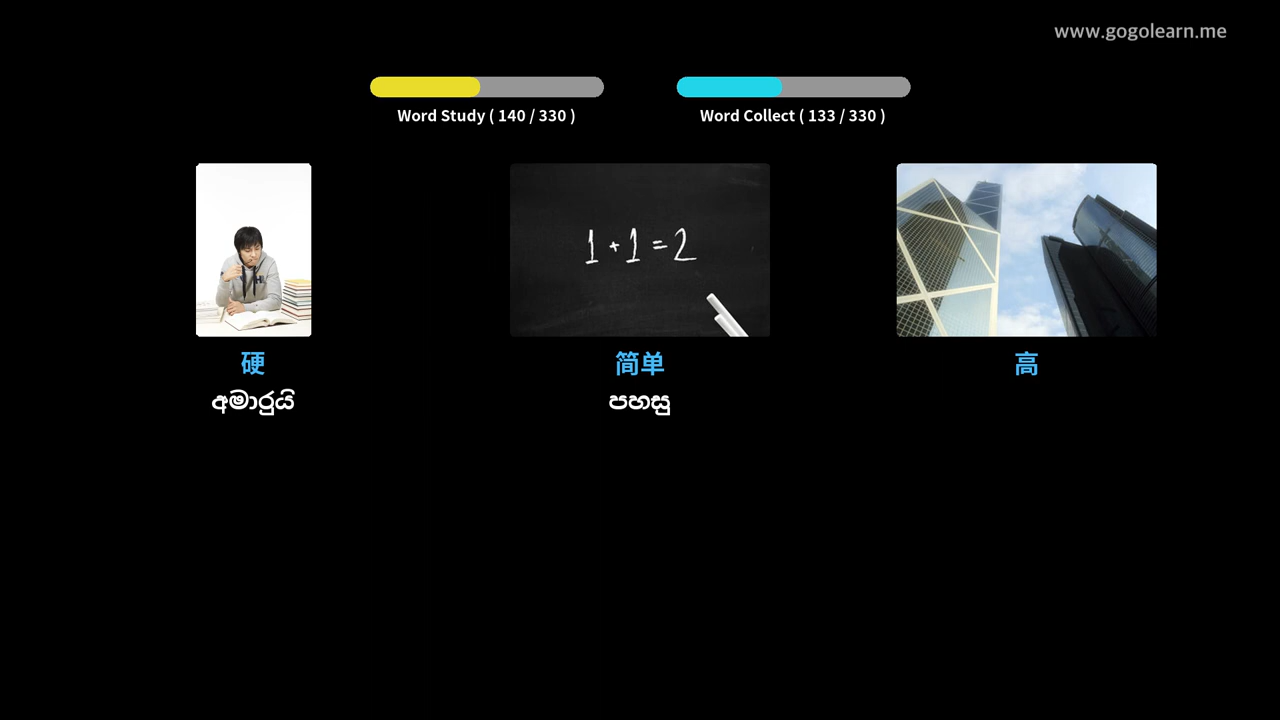 www.gogolearn.me
Word Study ( 140 / 330 )
Word Collect ( 133 / 330 )
1 + 1 = 2
硬
简单
高
අමාරුයි
පහසු